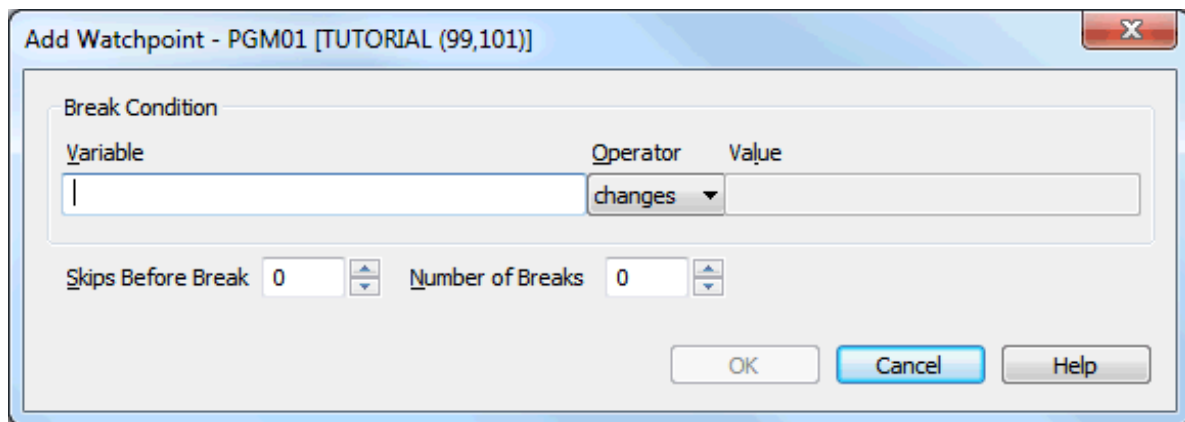 Add Watchpoint - PGM01 [TUTORIAL (99,101)]
Break Condition
Variable Operator Value
changes
Skips Before Break 0 Number of Breaks 0
OK Cancel Help